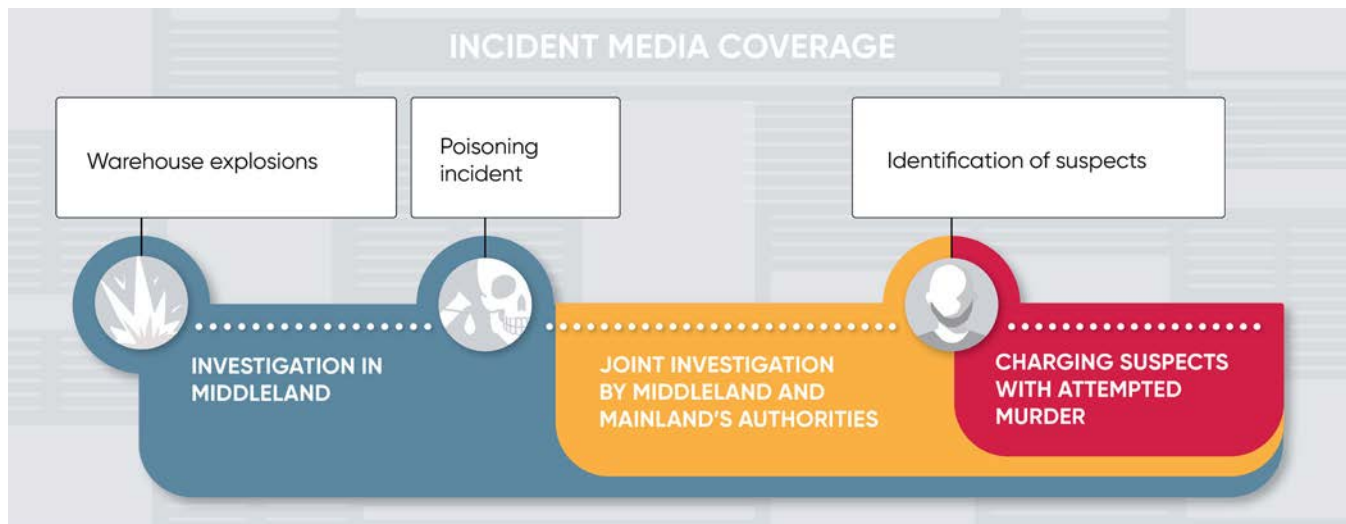 INCIDENT MEDIA COVERAGE
Warehouse explosions
Poisoning
incident
Identification of suspects
INVESTIGATION IN
MIDDLELAND
JOINT INVESTIGATION
BY MIDDLELAND AND
MAINLAND'S AUTHORITIES
CHARGING SUSPECTS
WITH ATTEMPTED
MURDER